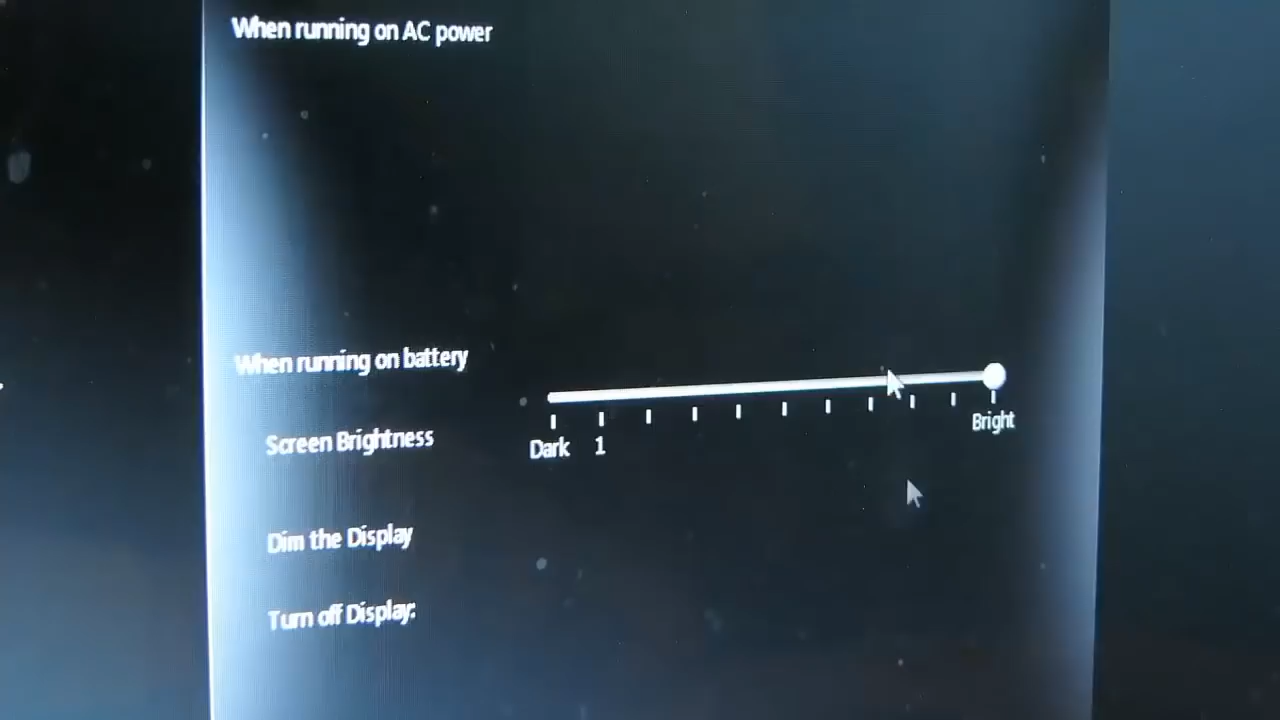 When running on AC power
When running on battery
Screen Brightness
Dark 1 Bright
Dim the Display
Turn off Display: